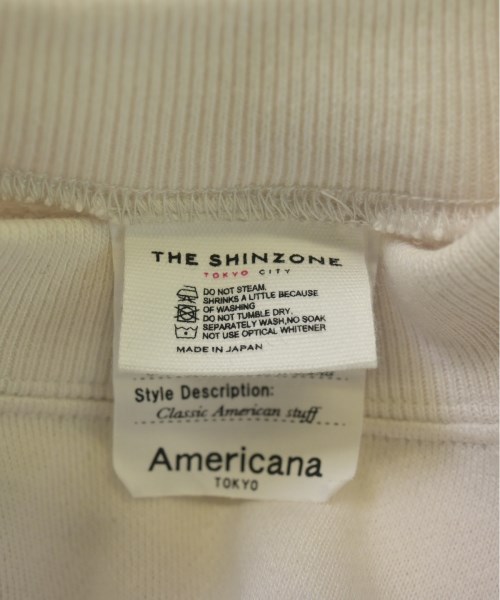 THE SHINZONE
TOKYO CITY
DO NOT STEAM.
SHRINKS A LITTLE BECAUSE
OF WASHING
DO NOT TUMBLE DRY.
SEPARATELY WASH,NO SOAK
NOT USE OPTICAL WHITENER
MADE IN JAPAN
Style Description:
Classic American stuff
Americana
TOKYO